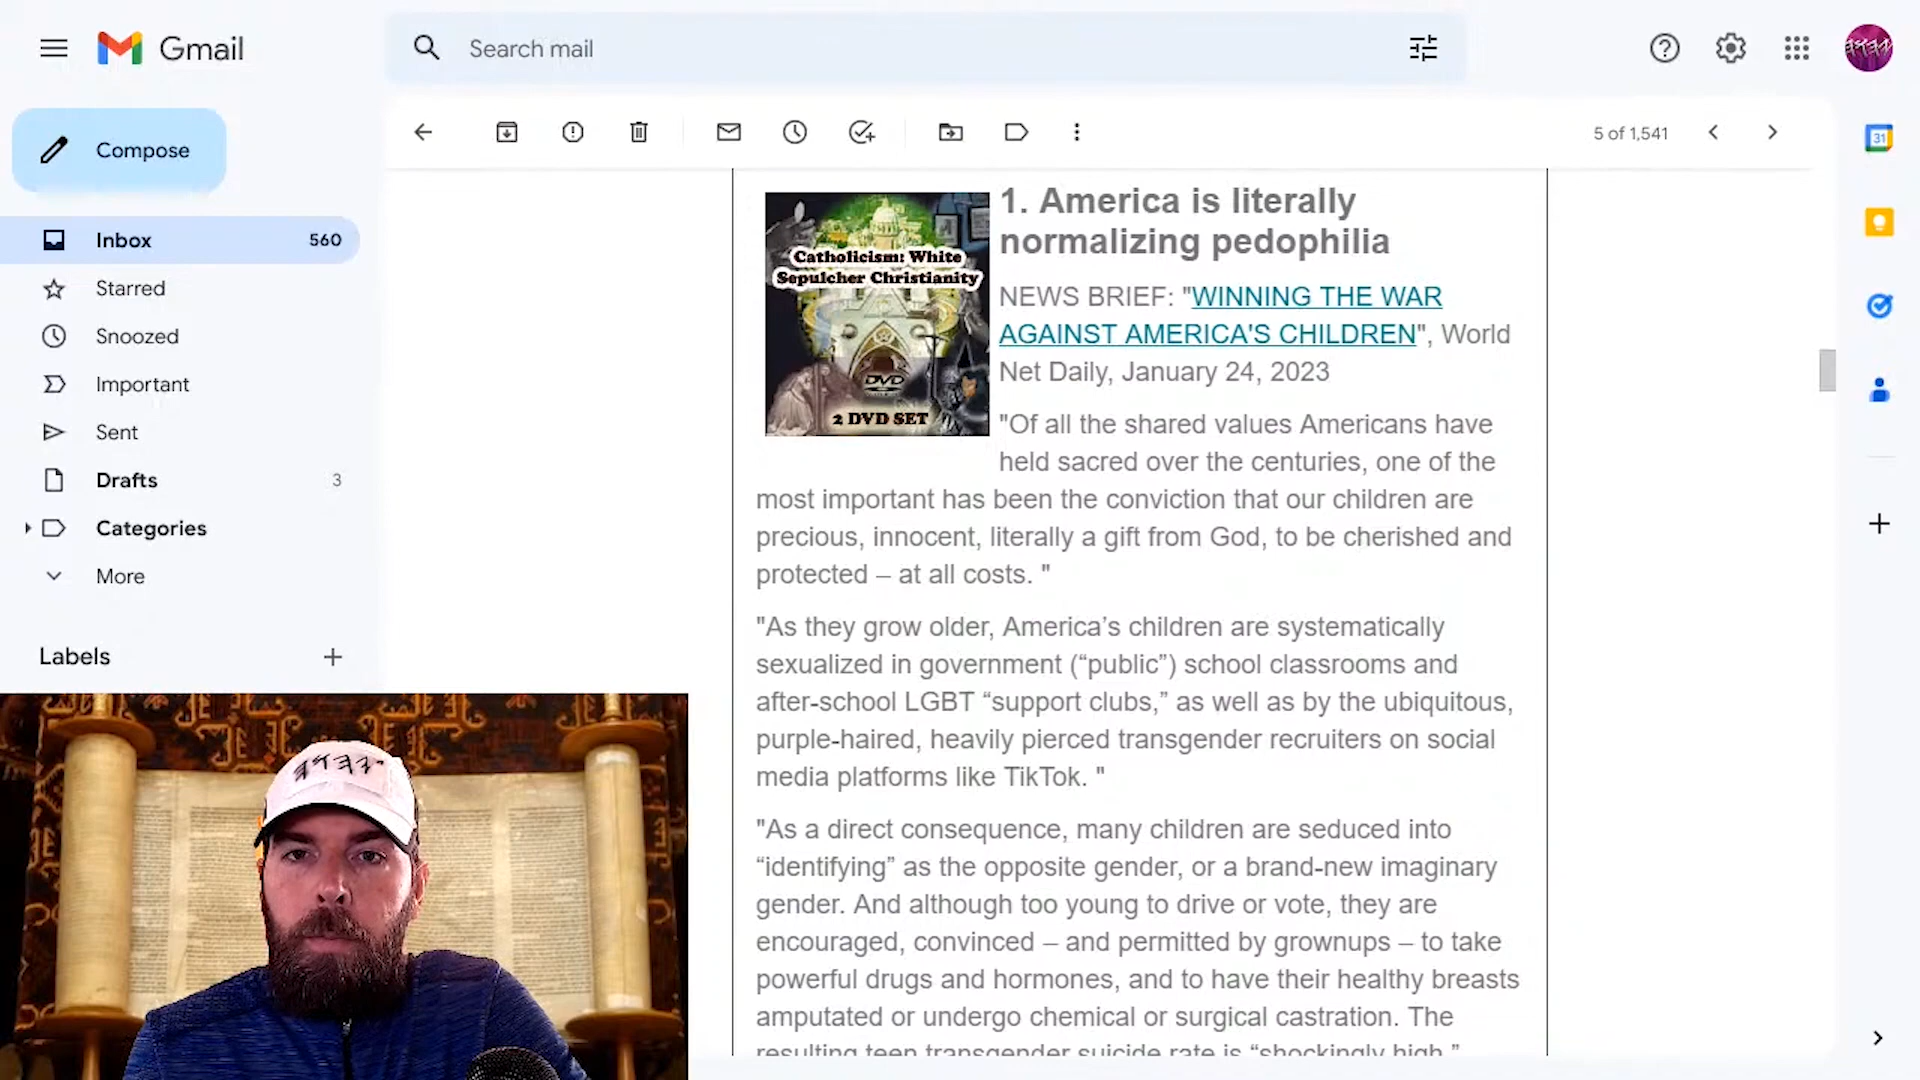 Gmail
Search mail
Compose
5 of 1,541
31
Inbox 560
Starred
Snoozed
Important
Sent
Drafts 3
Categories
More
Labels
Catholicism: White
Sepulcher Christianity
DVD
2 DVD SET
1. America is literally
normalizing pedophilia
NEWS BRIEF: "WINNING THE WAR
AGAINST AMERICA'S CHILDREN", World
Net Daily, January 24, 2023
"Of all the shared values Americans have
held sacred over the centuries, one of the
most important has been the conviction that our children are
precious, innocent, literally a gift from God, to be cherished and
protected – at all costs. "
"As they grow older, America’s children are systematically
sexualized in government (“public”) school classrooms and
after-school LGBT “support clubs,” as well as by the ubiquitous,
purple-haired, heavily pierced transgender recruiters on social
media platforms like TikTok. "
"As a direct consequence, many children are seduced into
“identifying” as the opposite gender, or a brand-new imaginary
gender. And although too young to drive or vote, they are
encouraged, convinced – and permitted by grownups – to take
powerful drugs and hormones, and to have their healthy breasts
amputated or undergo chemical or surgical castration. The
resulting teen transgender suicide rate is “shockingly high.”